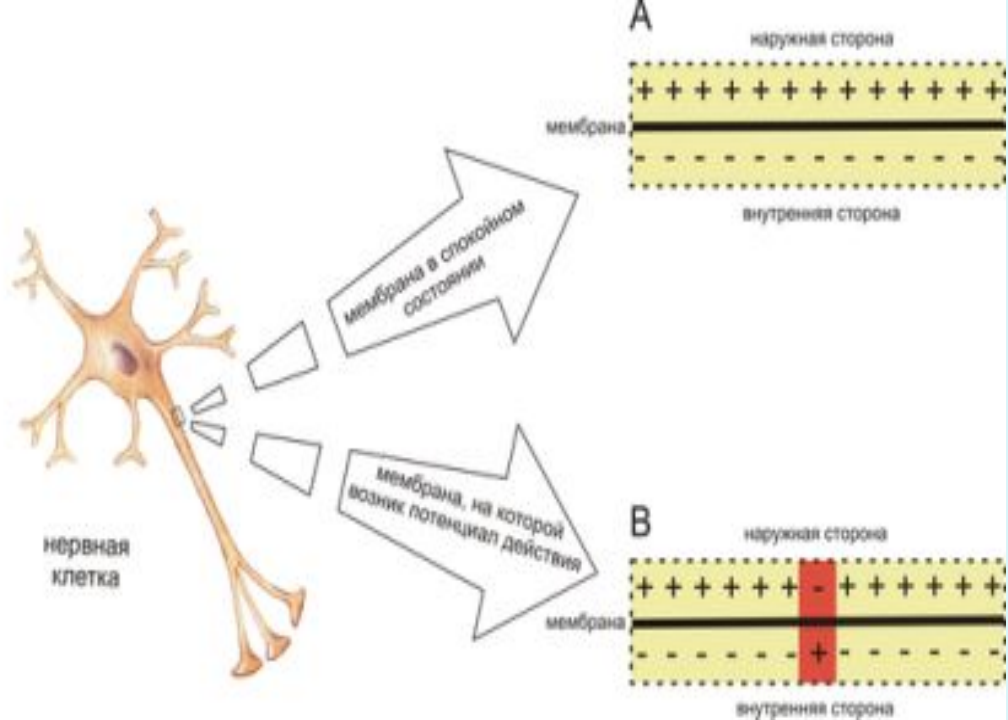 A
наружная сторона
+ + + + + + + + + + + + +
мембрана
- - - - - - - - - - - - -
внутренняя сторона
мембрана в спокойном
состоянии
нервная
клетка
мембрана, на которой
возник потенциал действия
B
наружная сторона
+ + + + + + - + + + + + +
мембрана
- - - - - - + - - - - - -
внутренняя сторона